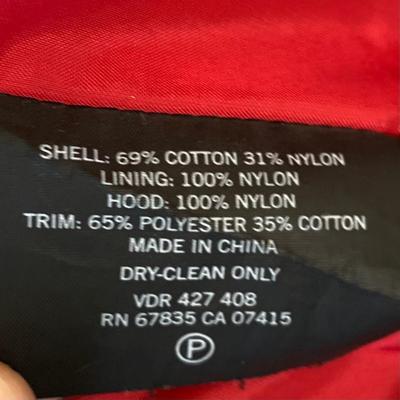 SHELL: 69% COTTON 31% NYLON
LINING: 100% NYLON
HOOD: 100% NYLON
TRIM: 65% POLYESTER 35% COTTON
MADE IN CHINA
DRY-CLEAN ONLY
VDR 427 408
RN 67835 CA 07415
P